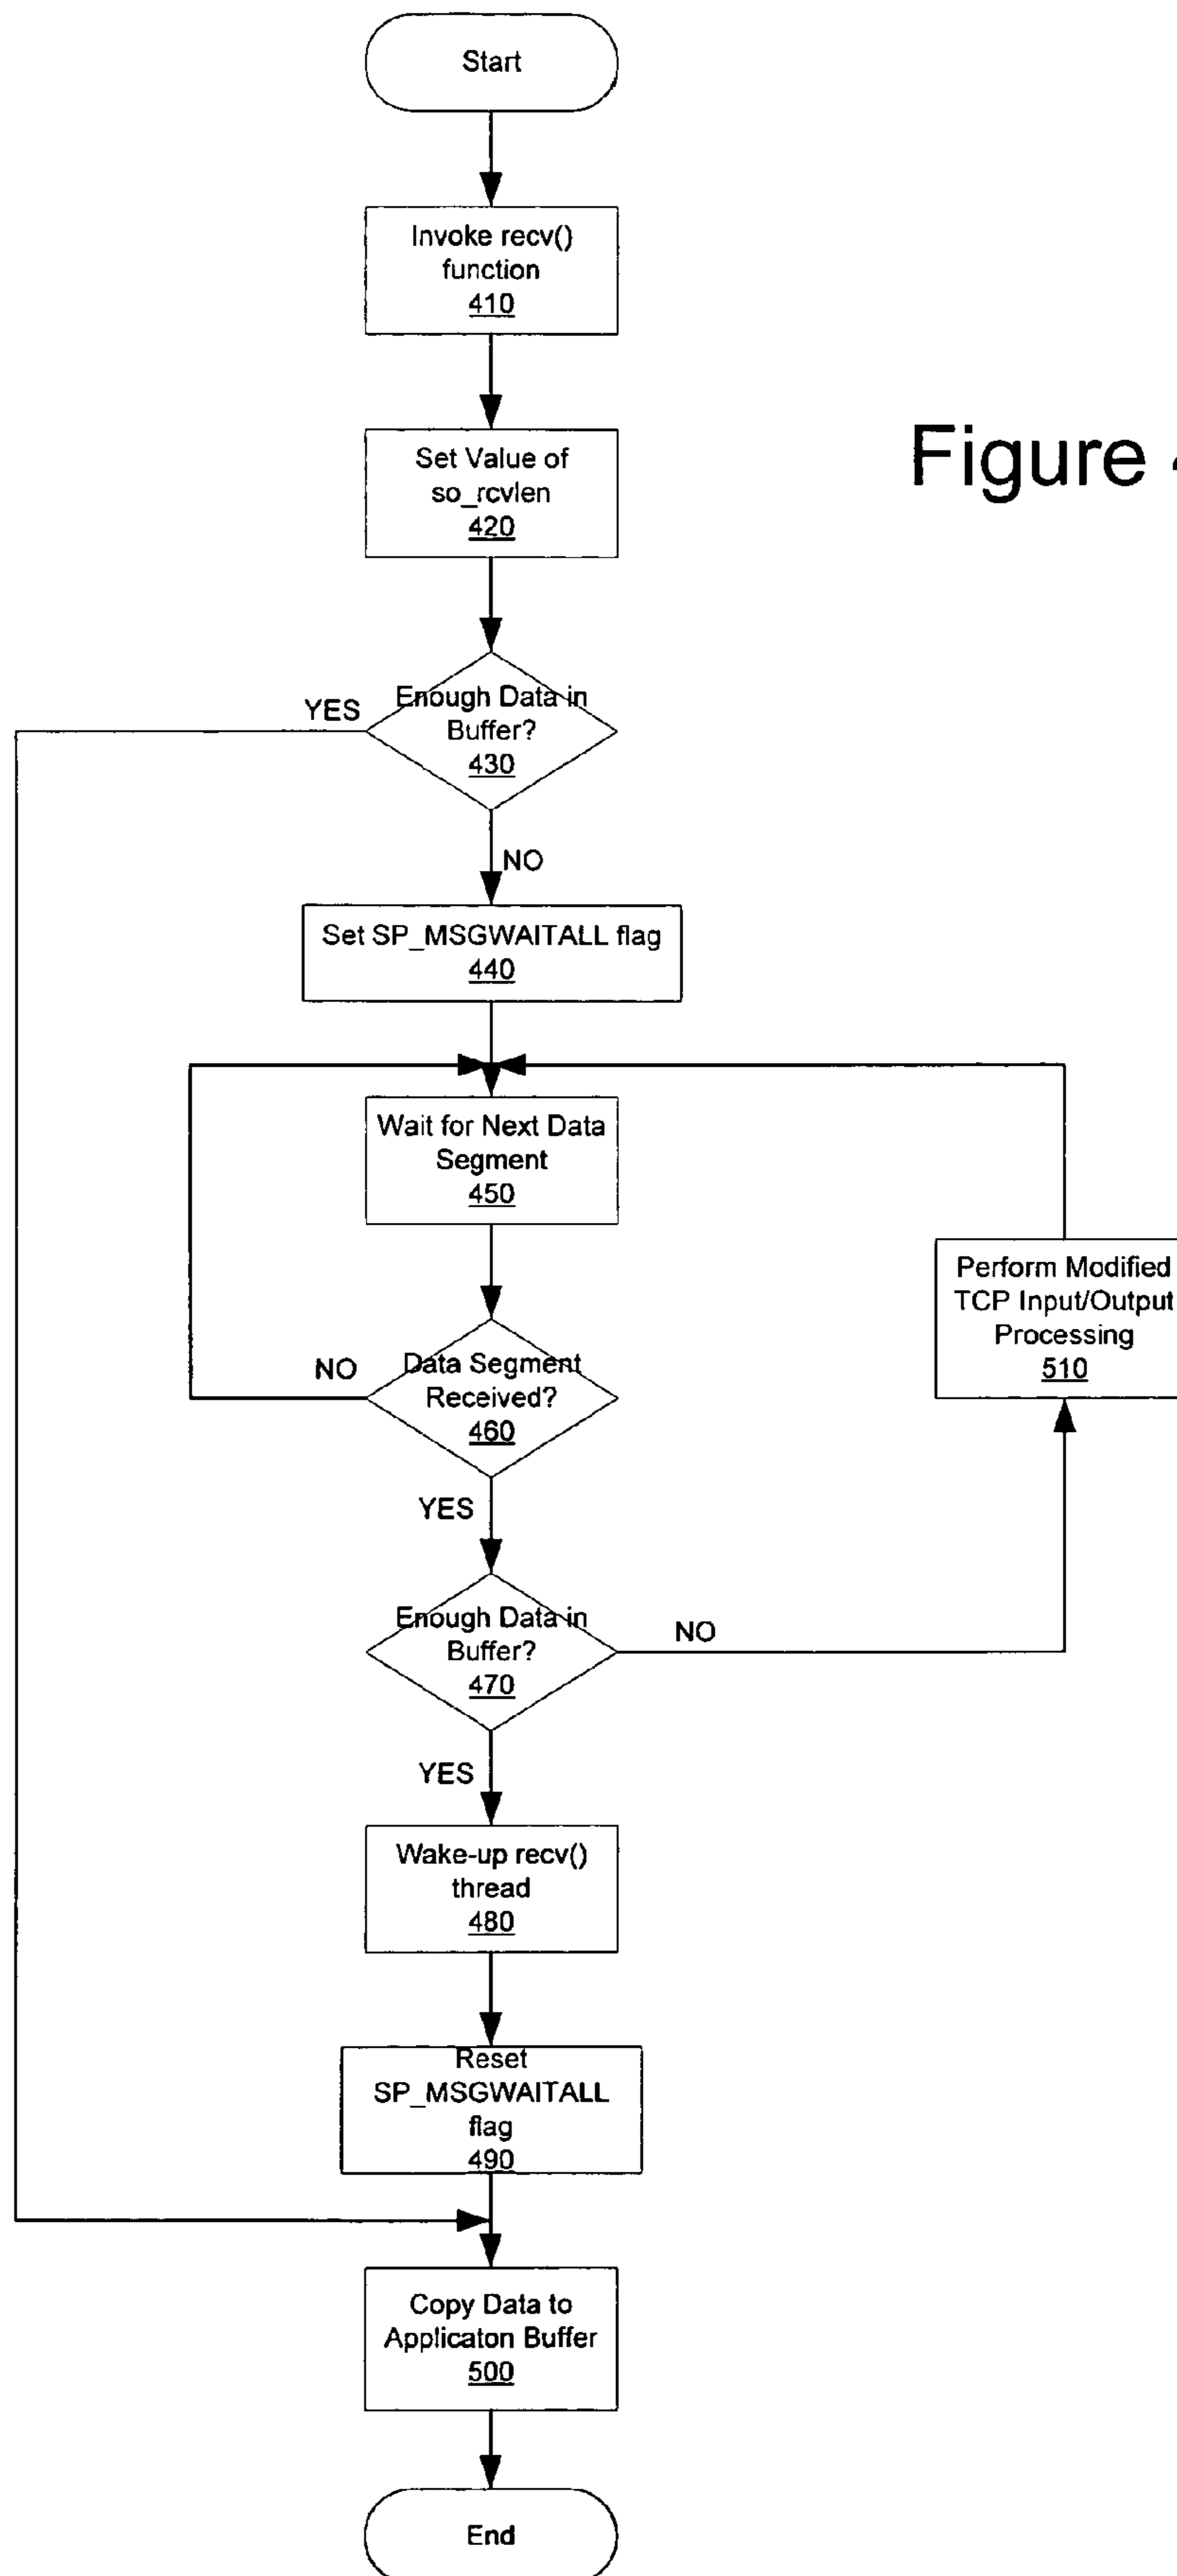 Start
Invoke recv()
function
410
Set Value of
so_rcvlen
420
Figure 4
Enough Data in
Buffer?
430
YES
NO
Set SP_MSGWAITALL flag
440
Wait for Next Data
Segment
450
Perform Modified
TCP Input/Output
Processing
510
Data Segment
Received?
460
NO
YES
Enough Data in
Buffer?
470
NO
YES
Wake-up recv()
thread
480
Reset
SP_MSGWAITALL
flag
490
Copy Data to
Applicaton Buffer
500
End